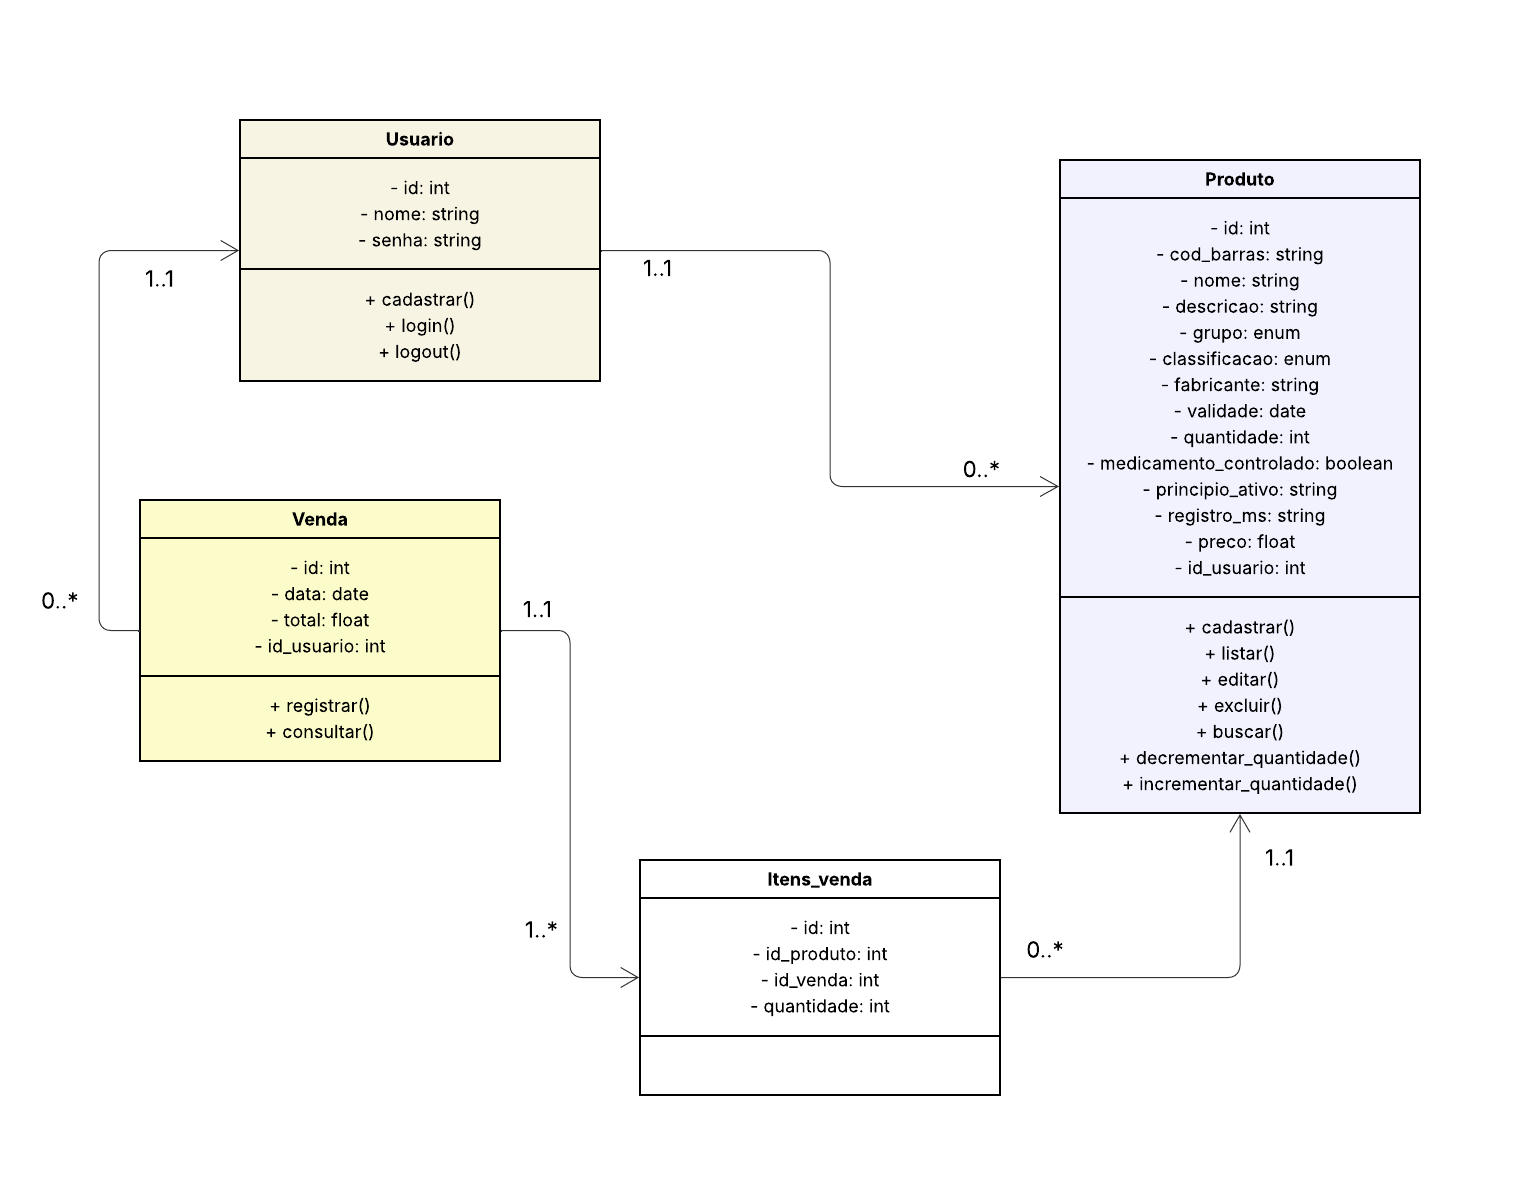 Usuario
- id: int
- nome: string
- senha: string
+ cadastrar()
+ login()
+ logout()
1..1
1..1
0..*
Produto
- id: int
- cod_barras: string
- nome: string
- descricao: string
- grupo: enum
- classificacao: enum
- fabricante: string
- validade: date
- quantidade: int
- medicamento_controlado: boolean
- principio_ativo: string
- registro_ms: string
- preco: float
- id_usuario: int
+ cadastrar()
+ listar()
+ editar()
+ excluir()
+ buscar()
+ decrementar_quantidade()
+ incrementar_quantidade()
Venda
- id: int
- data: date
- total: float
- id_usuario: int
+ registrar()
+ consultar()
0..*
1..1
1..*
Itens_venda
- id: int
- id_produto: int
- id_venda: int
- quantidade: int
0..*
1..1